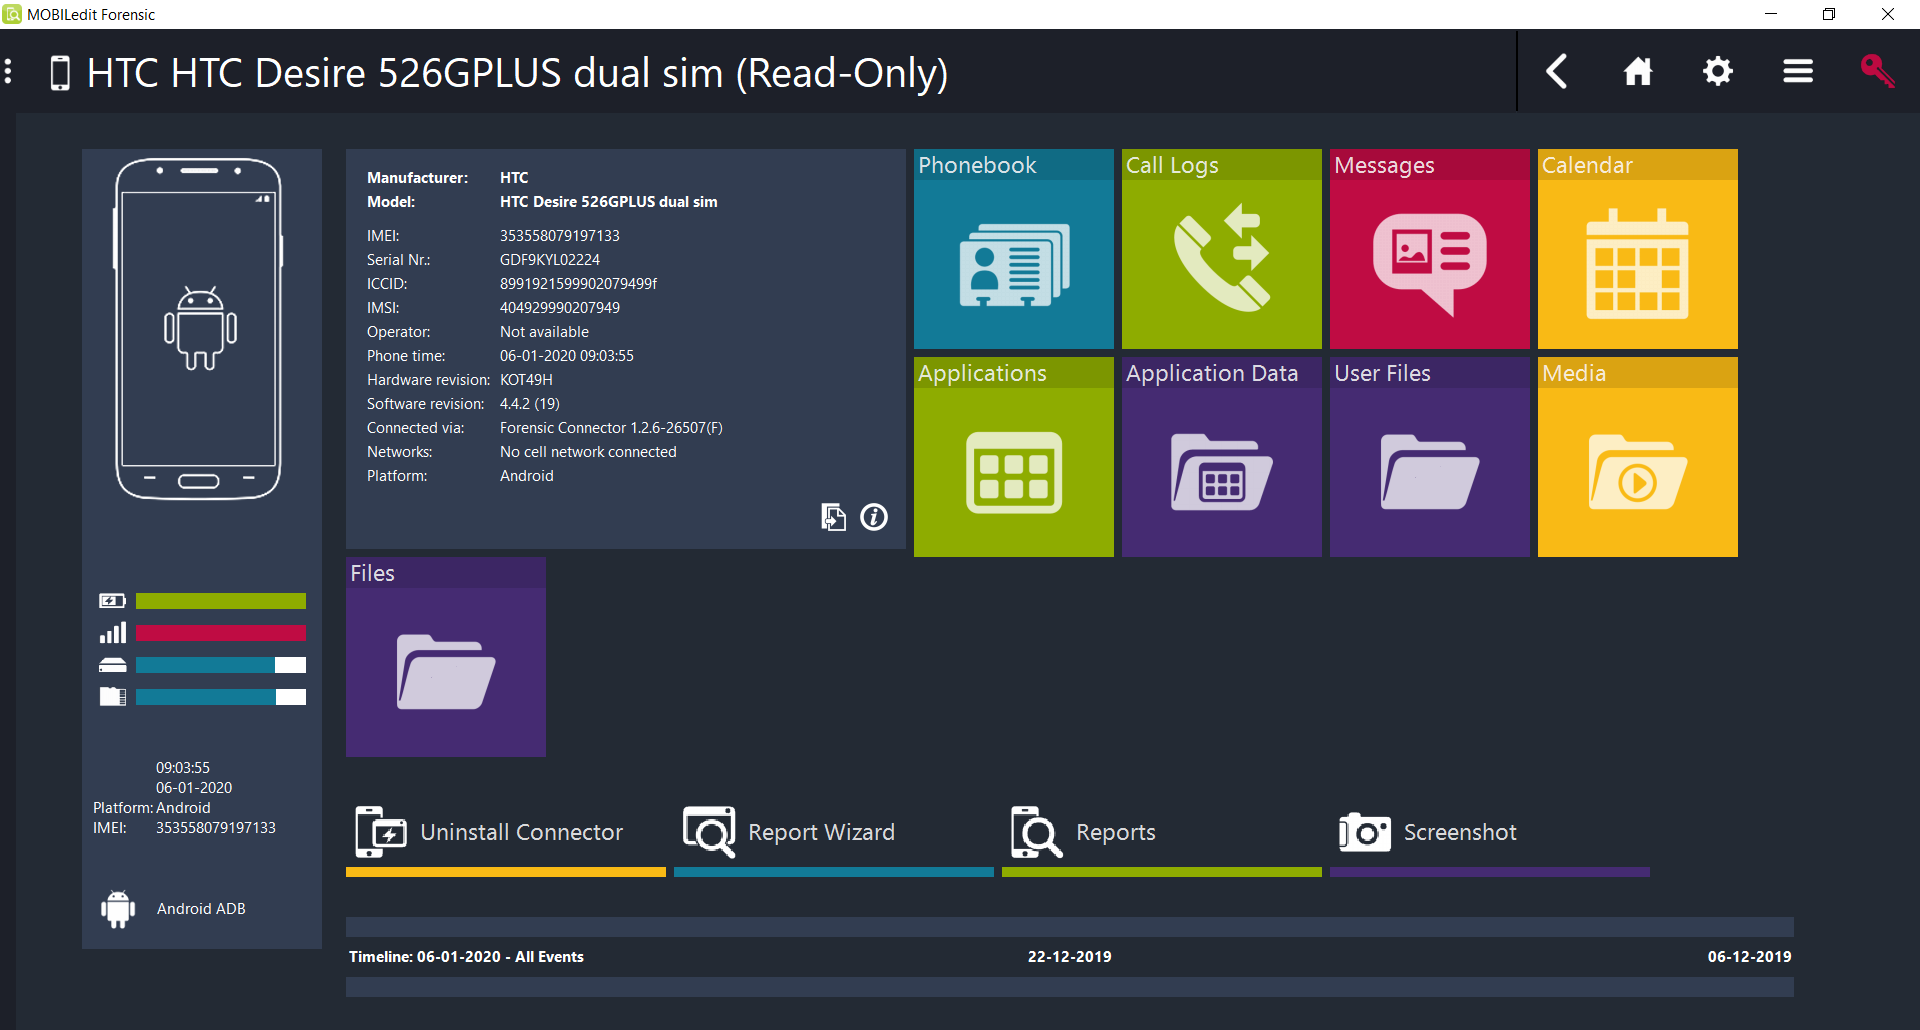 MOBILedit Forensic
HTC HTC Desire 526GPLUS dual sim (Read-Only)
Manufacturer: HTC
Model: HTC Desire 526GPLUS dual sim
IMEI: 353558079197133
Serial Nr.: GDF9KYL02224
ICCID: 8991921599902079499f
IMSI: 404929990207949
Operator: Not available
Phone time: 06-01-2020 09:03:55
Hardware revision: KOT49H
Software revision: 4.4.2 (19)
Connected via: Forensic Connector 1.2.6-26507(F)
Networks: No cell network connected
Platform: Android
Phonebook
Call Logs
Messages
Calendar
Applications
Application Data
User Files
Media
Files
09:03:55
06-01-2020
Platform: Android
IMEI: 353558079197133
Android ADB
Uninstall Connector
Report Wizard
Reports
Screenshot
Timeline: 06-01-2020 - All Events
22-12-2019
06-12-2019